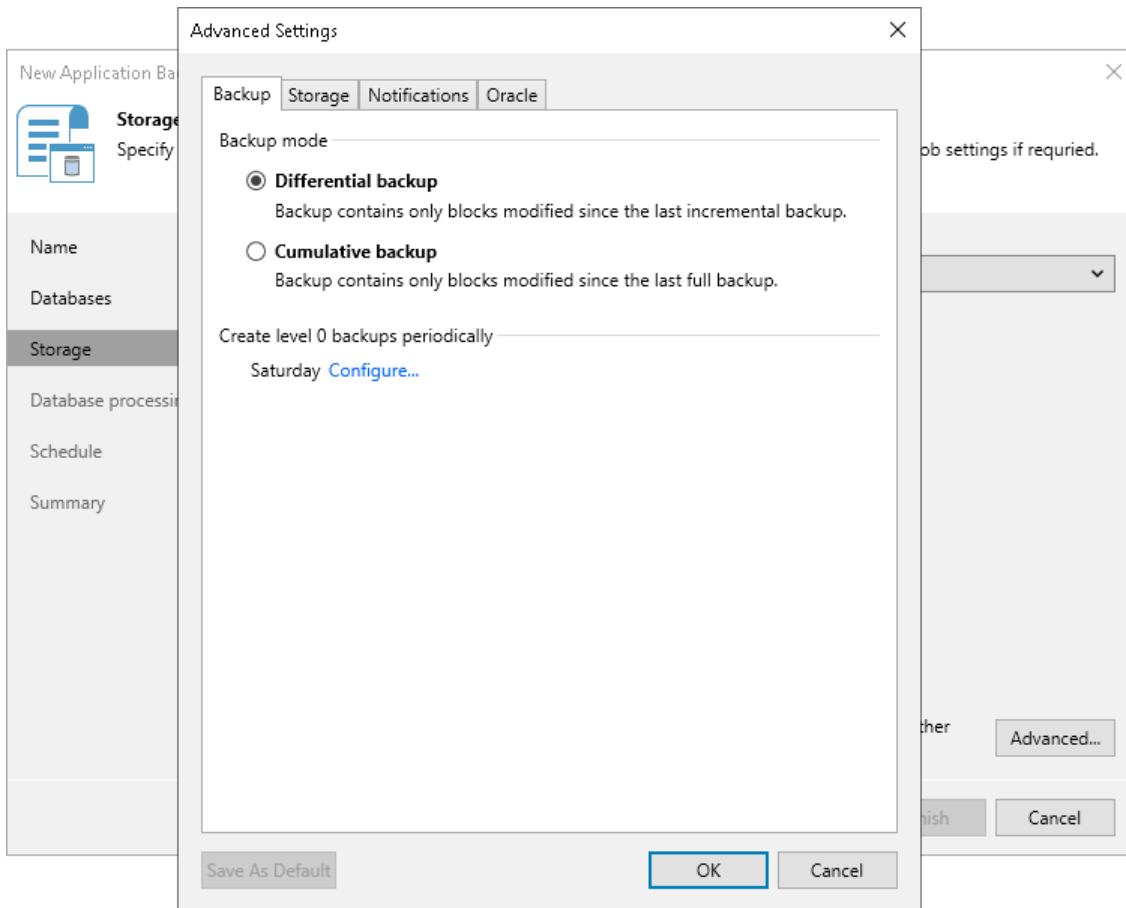 Advanced Settings
New Application Ba
Storage
Specify
ob settings if requried.
Name
Databases
Storage
Database processin
Schedule
Summary
Backup
Storage
Notifications
Oracle
Backup mode
Differential backup
Backup contains only blocks modified since the last incremental backup.
Cumulative backup
Backup contains only blocks modified since the last full backup.
Create level 0 backups periodically
Saturday Configure...
ther
Advanced...
nish
Cancel
Save As Default
OK
Cancel